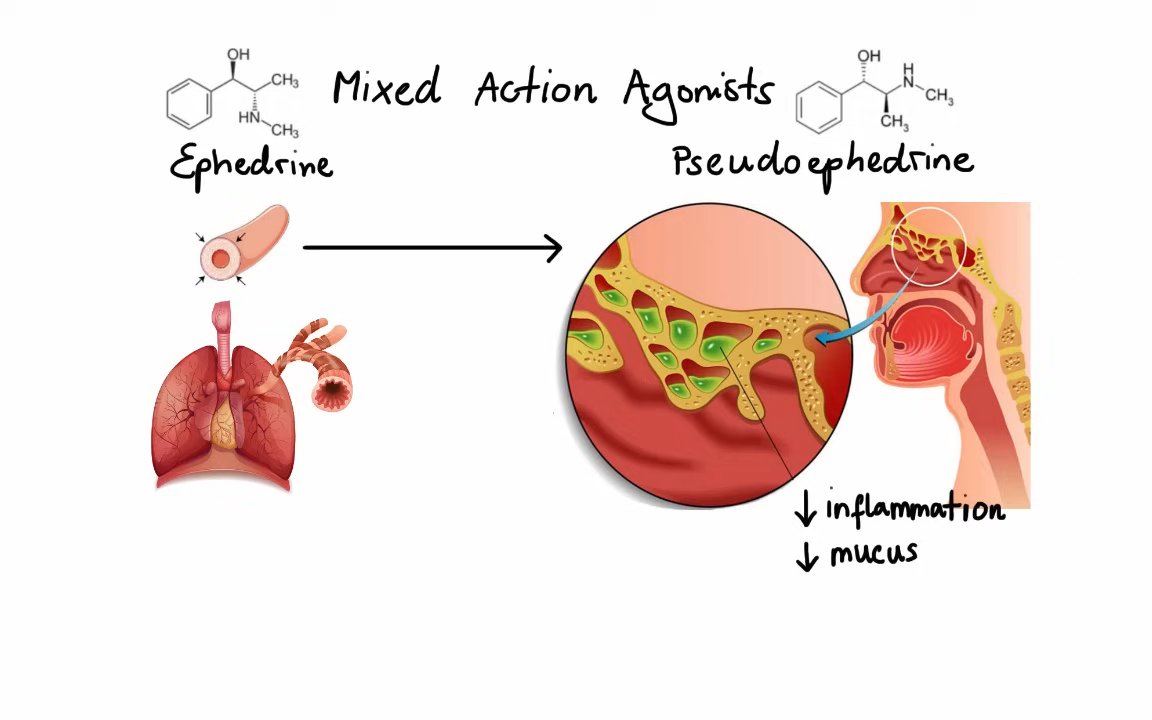 OH
CH₃
HN
CH₃
Mixed Action Agonists
OH
H
N
CH₃
CH₃
Ephedrine
Pseudoephedrine
↓ inflammation
↓ mucus